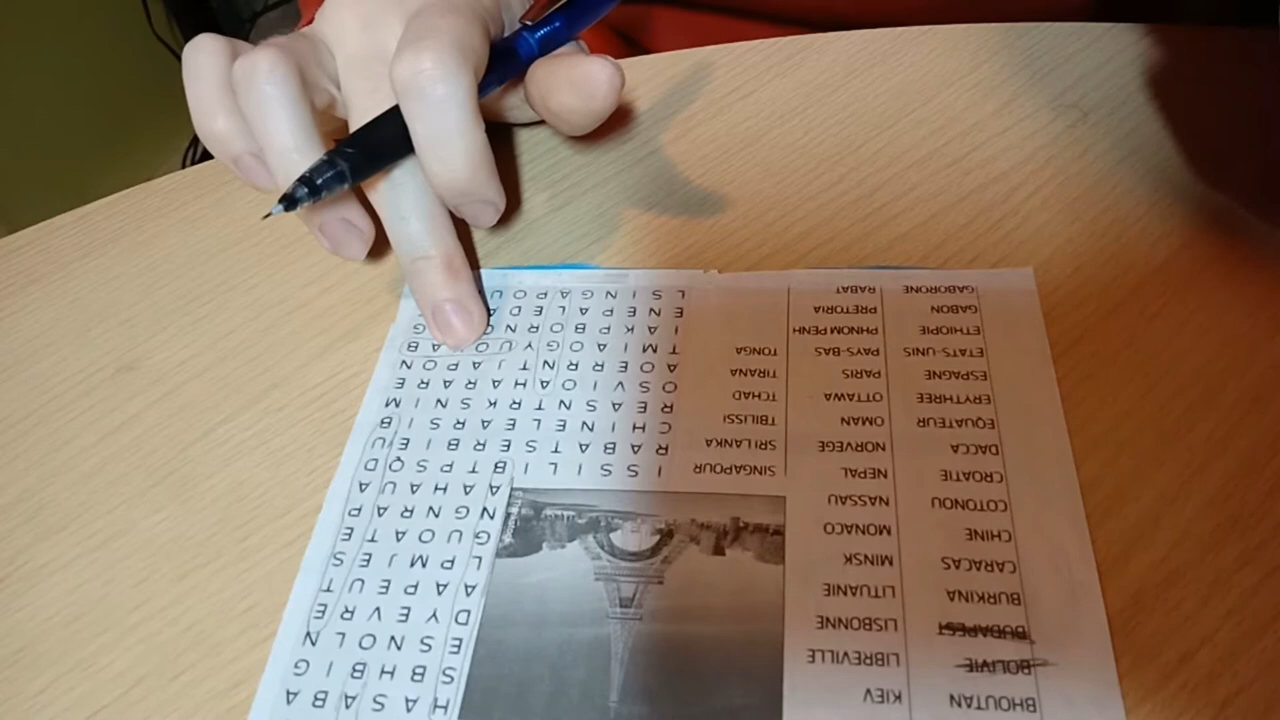 BHOUTAN
BOLIVIE
BUDAPEST
BURKINA
CARACAS
CHINE
COTONOU
CROATIE
DACCA
EQUATEUR
ERYTHREE
ESPAGNE
ETATS-UNIS
ETHIOPIE
GABON
GABORONE
KIEV
LIBREVILLE
LISBONNE
LITUANIE
MINSK
MONACO
NASSAU
NEPAL
NORVEGE
OMAN
OTTAWA
PARIS
PAYS-BAS
PHNOM PENH
PRETORIA
RABAT
SINGAPOUR
SRI LANKA
TBILISSI
TCHAD
TIRANA
TONGA
H A S A B A
S B H B I G
E S N O L N
D Y E V R E
A A P E U T
L P M J E S
G U O A T E
N G N R A P
A A H A U A
I S S I L I B T P S Q D
R A B A T S E R B I E U
C H I N E L E A R S I B
R E A S N T R K S N I M
O S V I O A H A R A R E
A O E R R N T J A P O N
T M I A O G Y U O A B
I A K P B O R N G
E N E P A L E D A
L S I N G A P O U